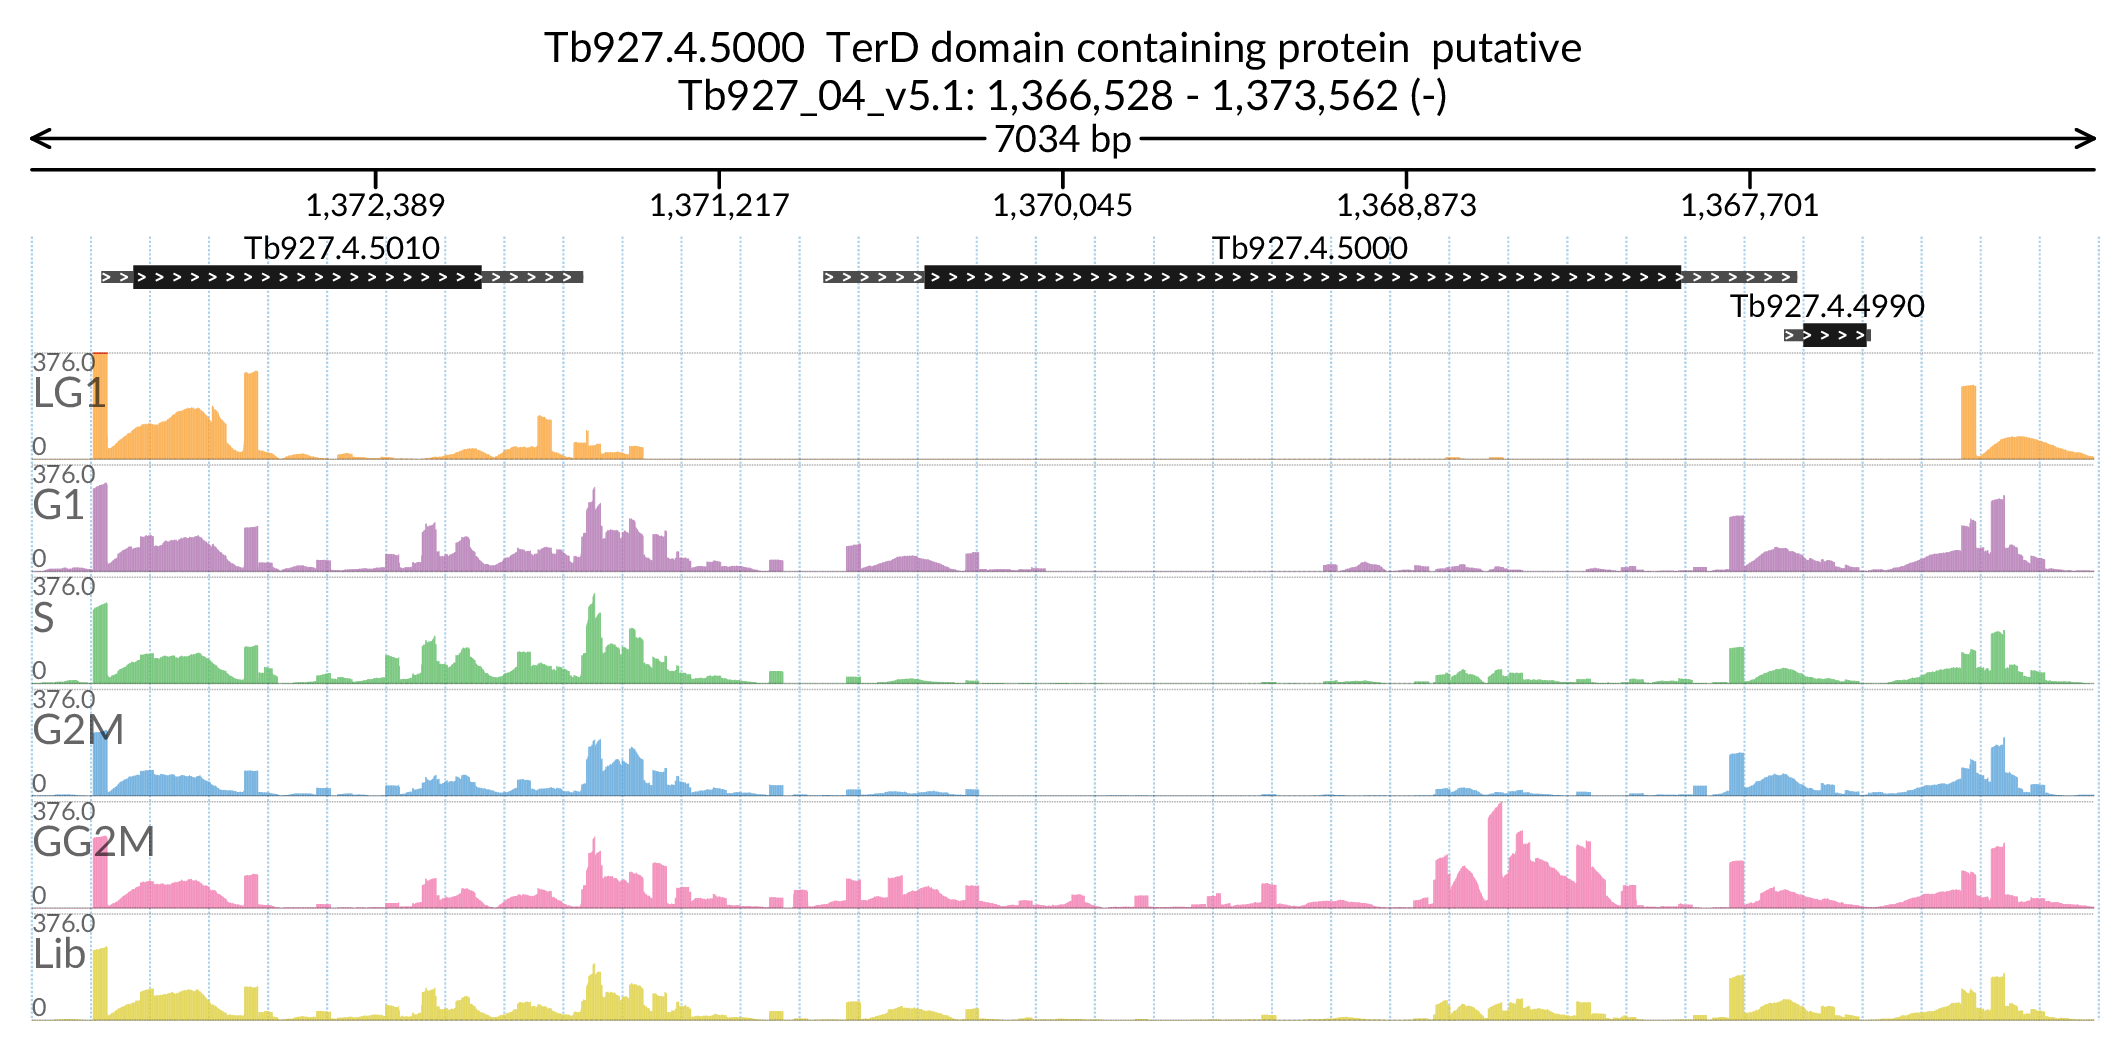 Tb927.4.5000  TerD domain containing protein  putative
Tb927_04_v5.1: 1,366,528 - 1,373,562 (-)
7034 bp
1,372,389 1,371,217 1,370,045 1,368,873 1,367,701
Tb927.4.5010 Tb927.4.5000
Tb927.4.4990
376.0
LG1
0
376.0
G1
0
376.0
S
0
376.0
G2M
0
376.0
GG2M
0
376.0
Lib
0